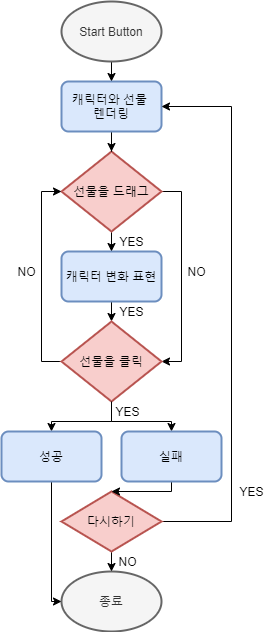 Start Button
캐릭터와 선물
렌더링
선물을 드래그
YES
NO
NO
캐릭터 변화 표현
YES
선물을 클릭
YES
성공
실패
YES
다시하기
NO
종료